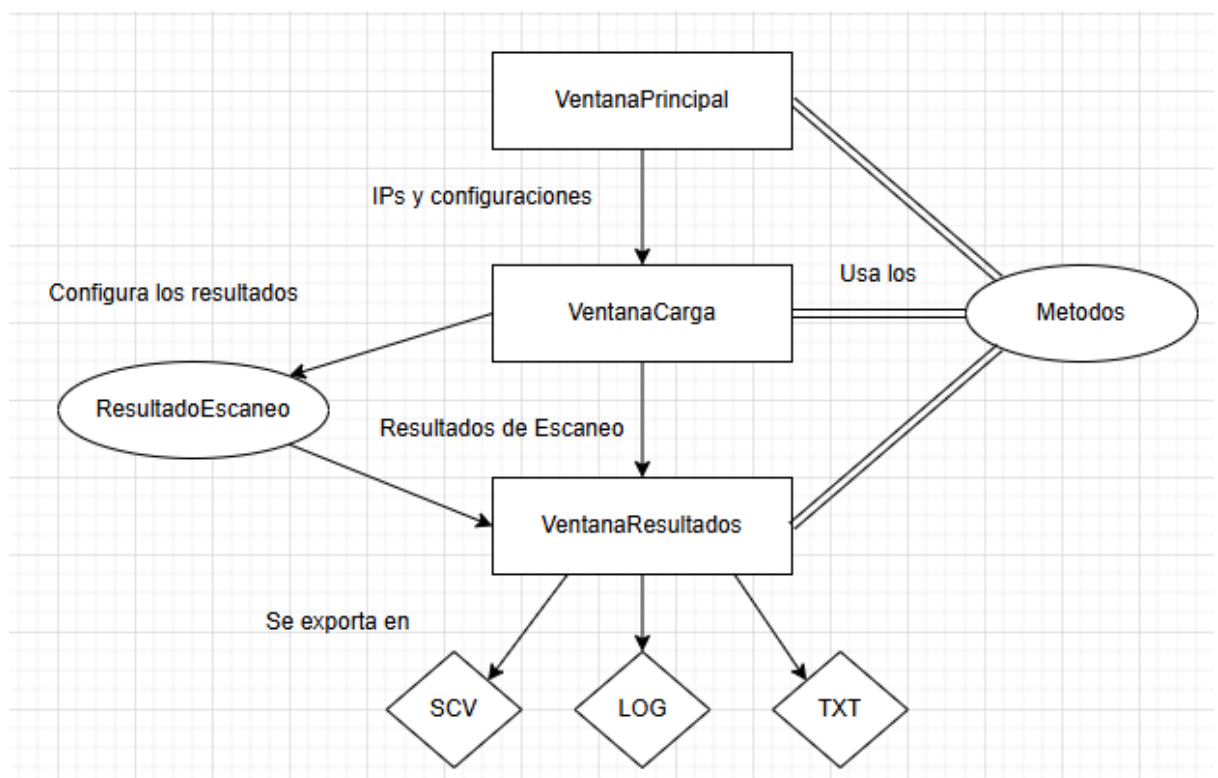 VentanaPrincipal
IPs y configuraciones
Usa los
Configura los resultados
VentanaCarga
Metodos
ResultadoEscaneo
Resultados de Escaneo
VentanaResultados
Se exporta en
SCV
LOG
TXT